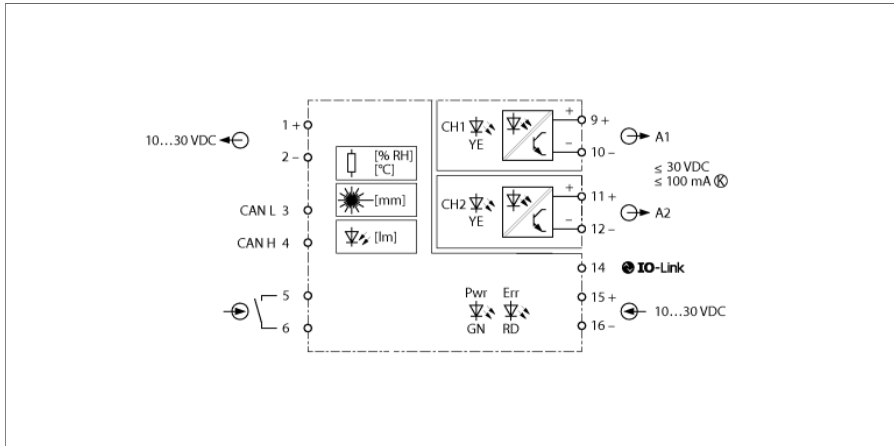 10...30 VDC
1 +
2 –
CAN L 3
CAN H 4
5
6
[% RH]
[°C]
[mm]
[lm]
CH1
YE
+
–
9 +
10 –
A1
≤ 30 VDC
≤ 100 mA Ⓚ
CH2
YE
+
–
11 +
12 –
A2
14 IO-Link
Pwr Err
GN RD
15 +
16 –
10...30 VDC